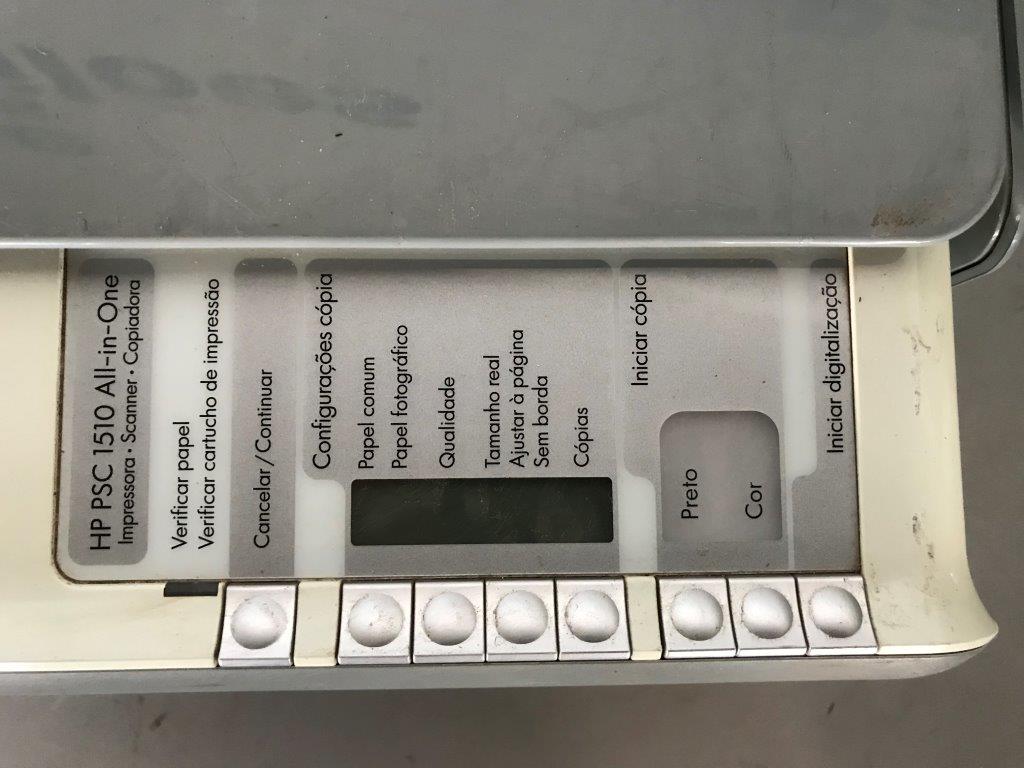 HP PSC 1510 All-in-One
Impressora • Scanner • Copiadora
Verificar papel
Verificar cartucho de impressão
Cancelar/Continuar
Configurações cópia
Papel comum
Papel fotográfico
Qualidade
Tamanho real
Ajustar à página
Sem borda
Cópias
Iniciar cópia
Preto
Cor
Iniciar digitalização